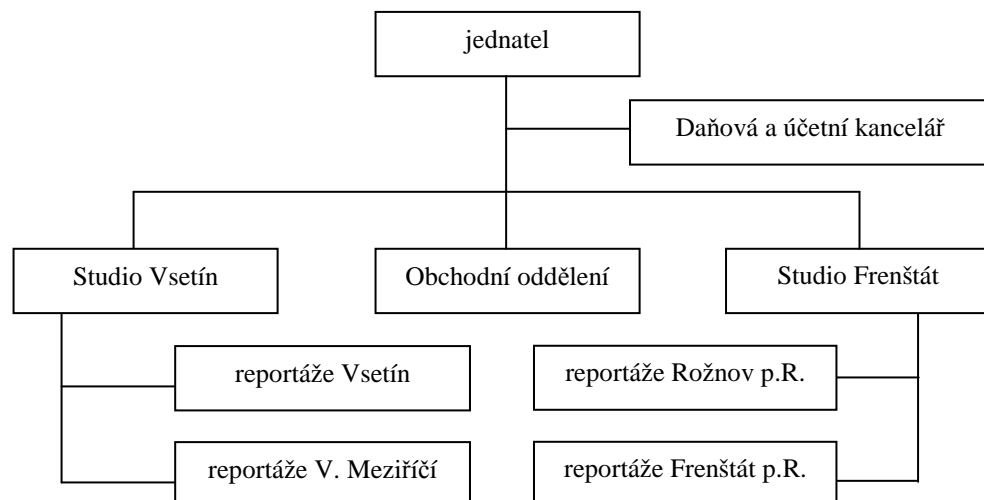 jednatel
Daňová a účetní kancelář
Studio Vsetín
Obchodní oddělení
Studio Frenštát
reportáže Vsetín
reportáže Rožnov p.R.
reportáže V. Meziříčí
reportáže Frenštát p.R.